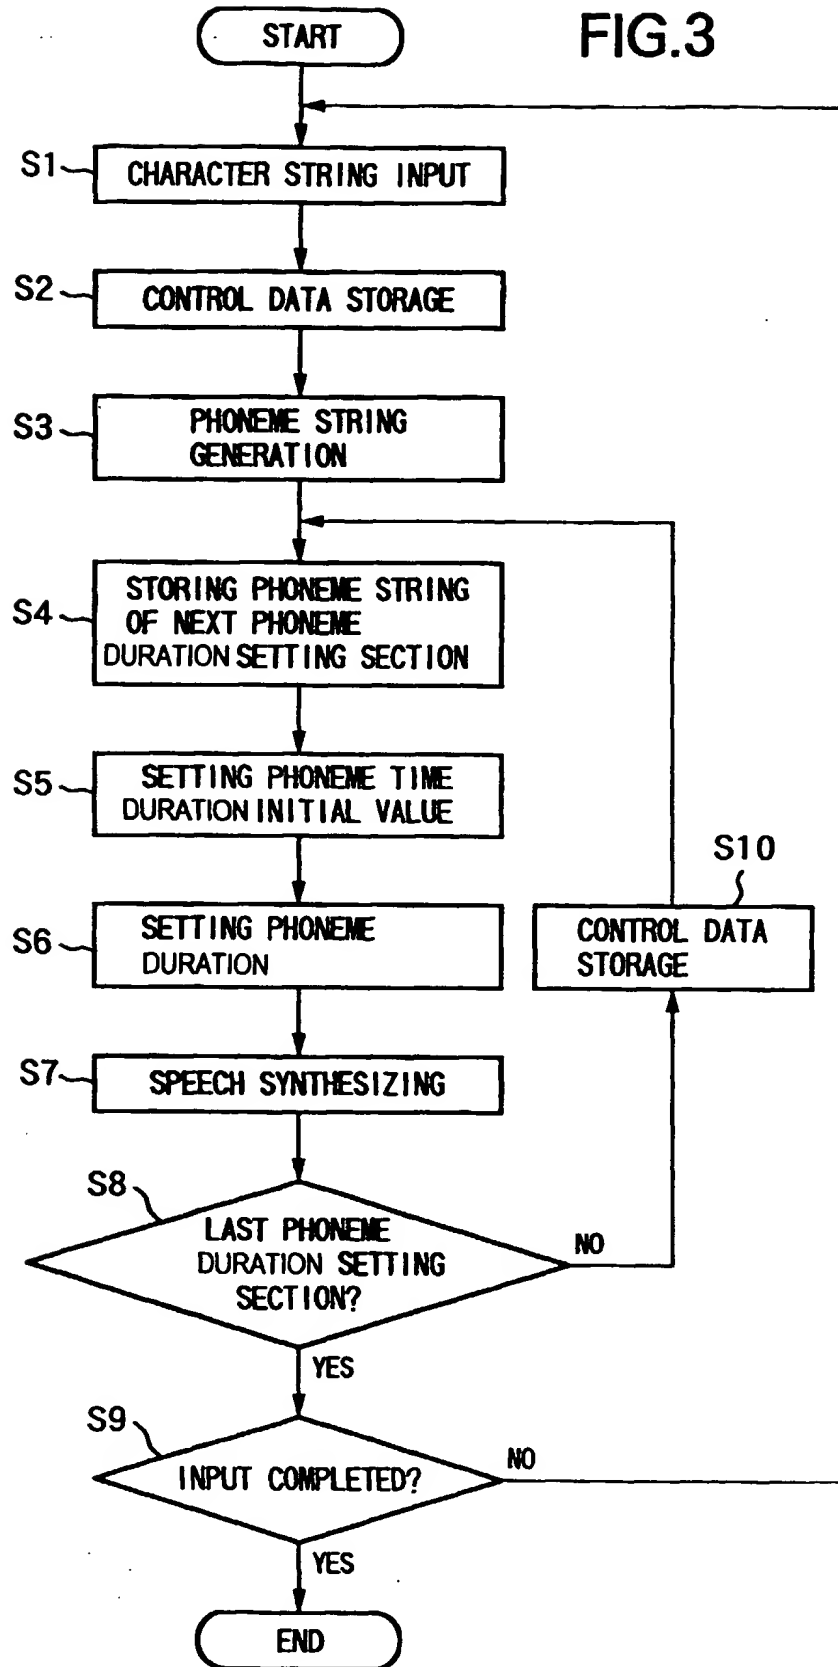 FIG.3
START
S1
CHARACTER STRING INPUT
S2
CONTROL DATA STORAGE
S3
PHONEME STRING
GENERATION
S4
STORING PHONEME STRING
OF NEXT PHONEME
DURATION SETTING SECTION
S5
SETTING PHONEME TIME
DURATION INITIAL VALUE
S6
SETTING PHONEME
DURATION
S10
CONTROL DATA
STORAGE
S7
SPEECH SYNTHESIZING
S8
LAST PHONEME
DURATION SETTING
SECTION?
NO
YES
S9
INPUT COMPLETED?
NO
YES
END